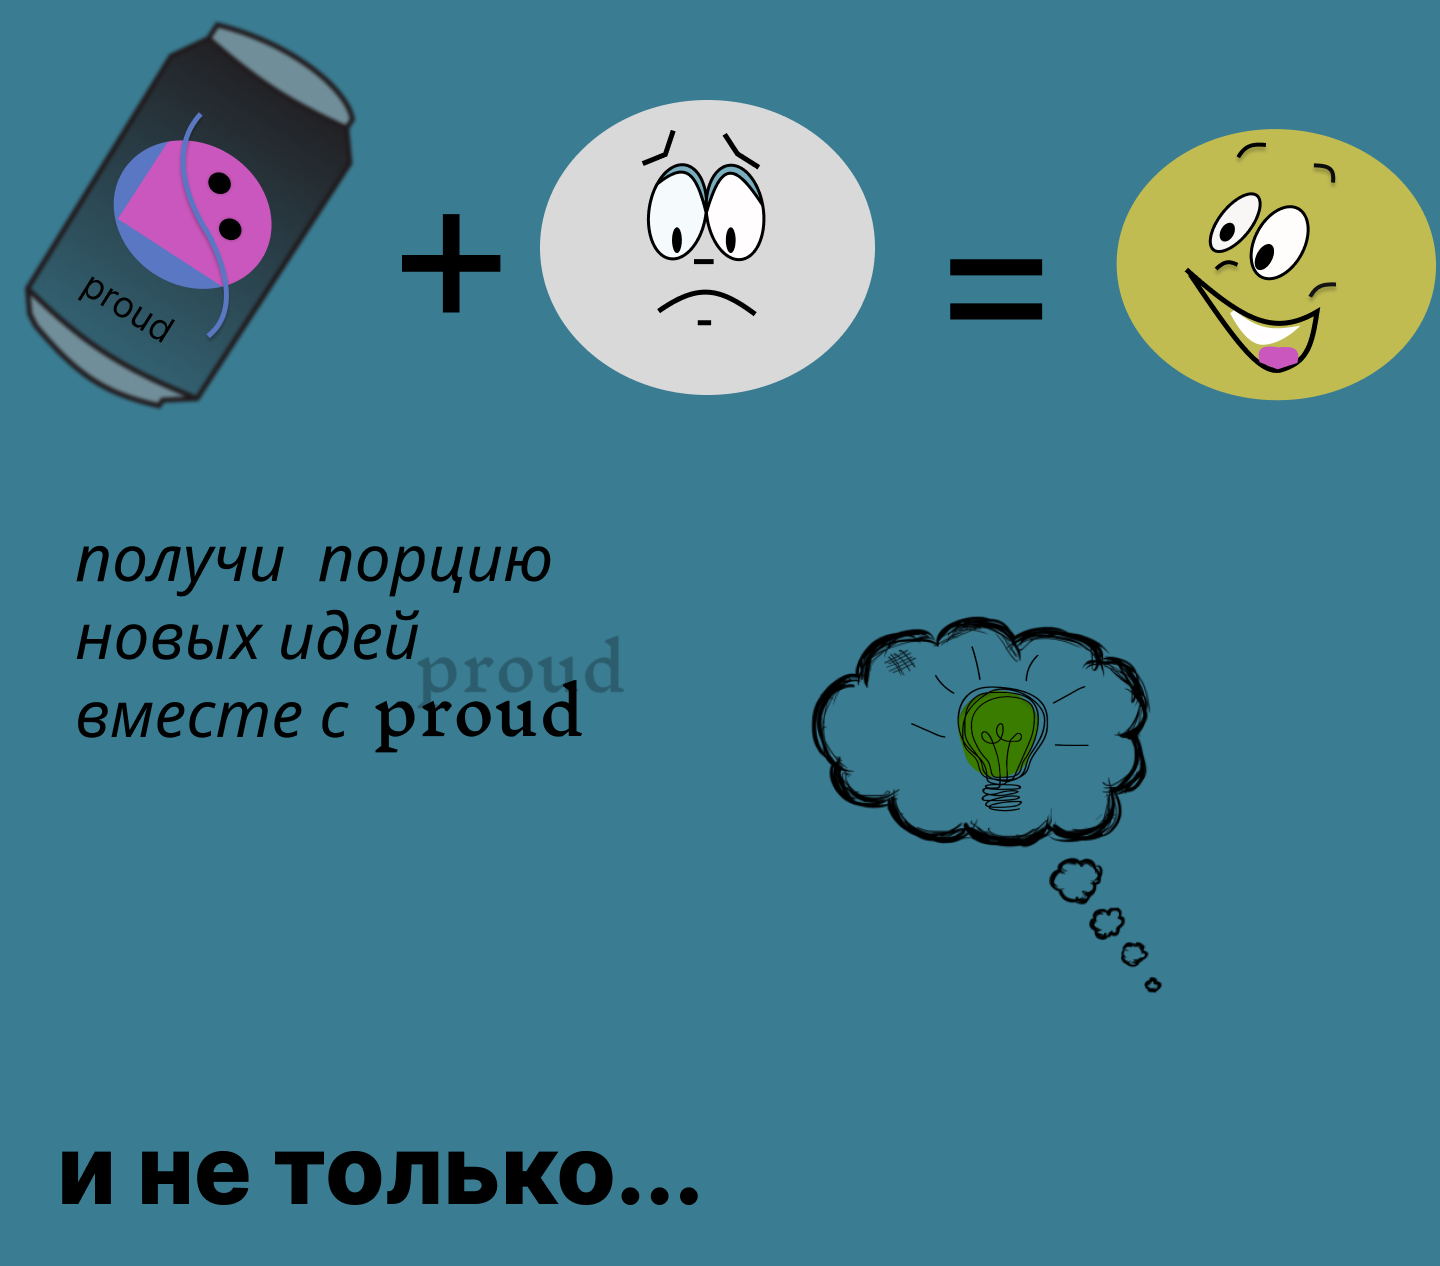 proud
+ =
получи порцию
новых идей
proud
вместе с proud
и не только...